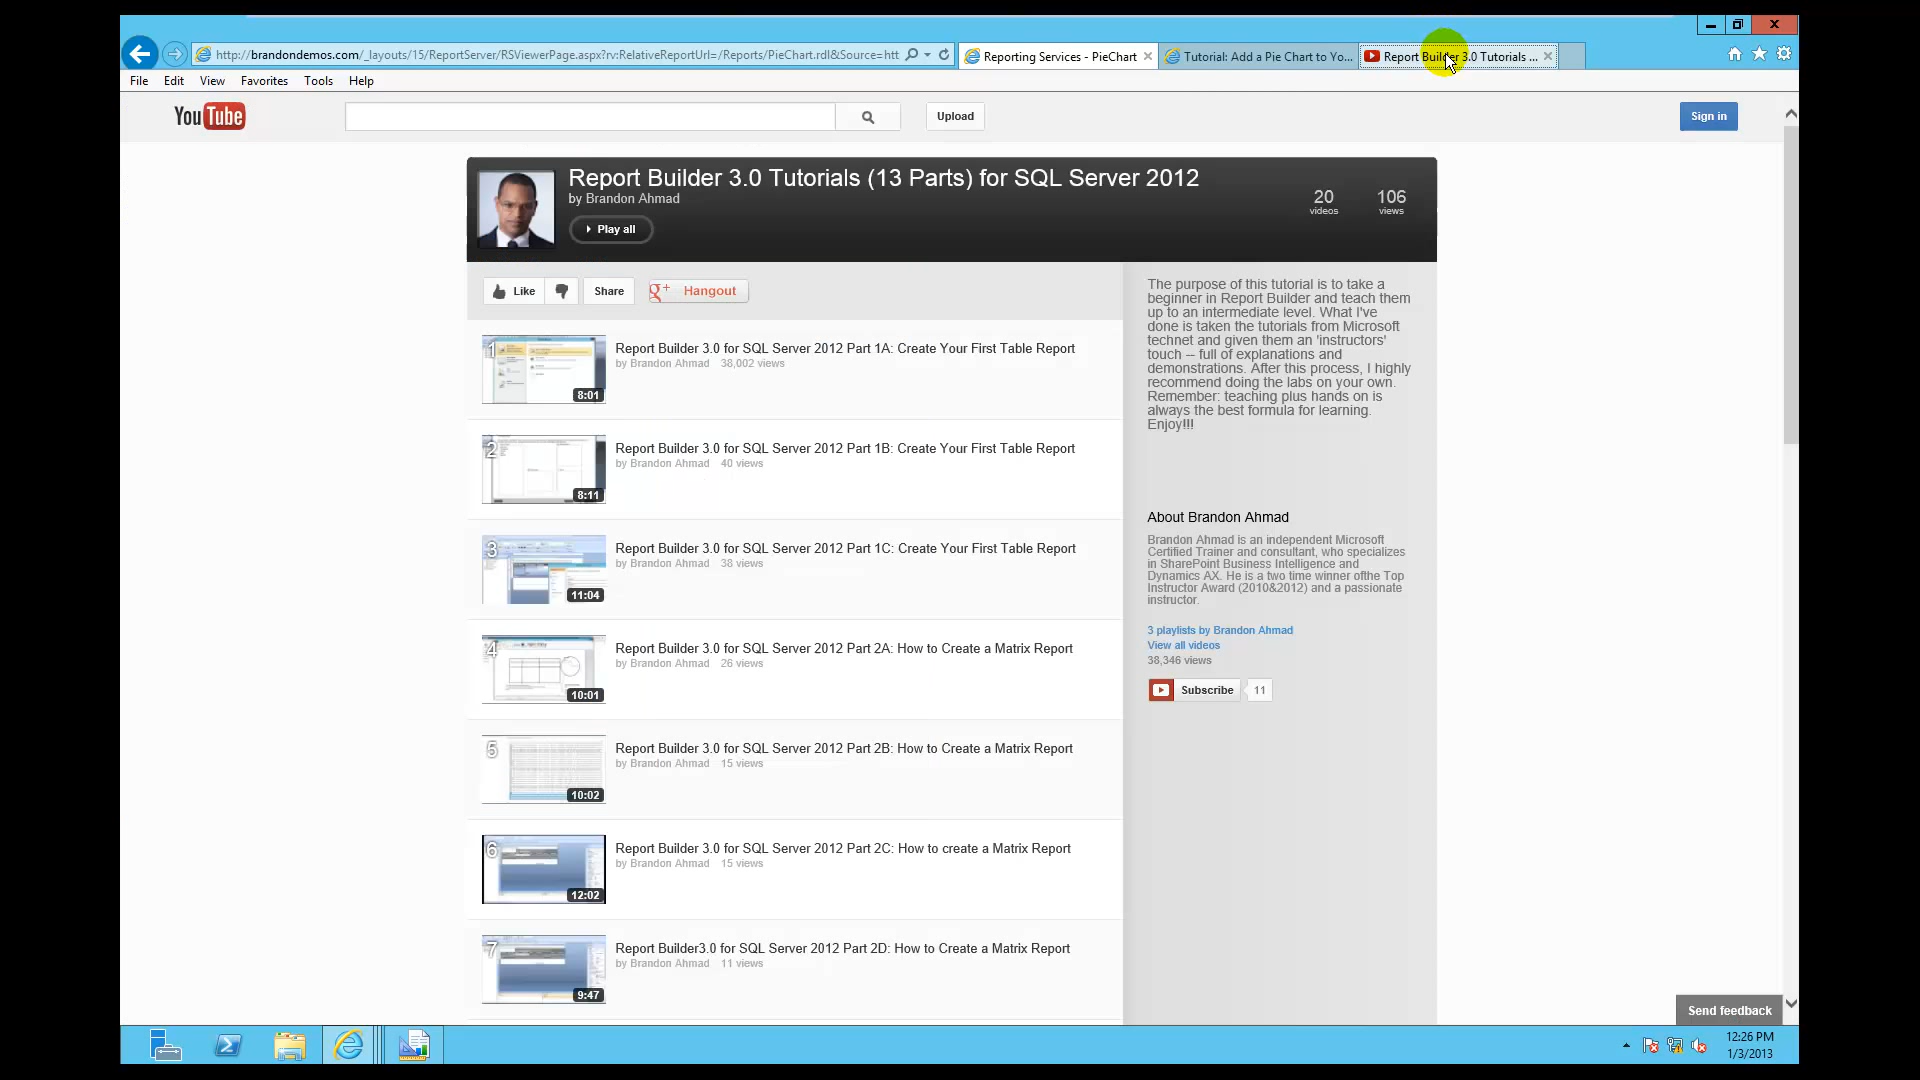 http://brandondemos.com/_layouts/15/ReportServer/RSViewerPage.aspx?rv:RelativeReportUrl=/Reports/PieChart.rdl&Source=htt
Reporting Services - PieChart
Tutorial: Add a Pie Chart to Yo...
Report Builder 3.0 Tutorials ...
File Edit View Favorites Tools Help
YouTube
Upload
Sign in
Report Builder 3.0 Tutorials (13 Parts) for SQL Server 2012
by Brandon Ahmad
Play all
20
videos
106
views
Like
Share
g+ Hangout
1
8:01
Report Builder 3.0 for SQL Server 2012 Part 1A: Create Your First Table Report
by Brandon Ahmad 38,002 views
2
8:11
Report Builder 3.0 for SQL Server 2012 Part 1B: Create Your First Table Report
by Brandon Ahmad 40 views
3
11:04
Report Builder 3.0 for SQL Server 2012 Part 1C: Create Your First Table Report
by Brandon Ahmad 38 views
4
10:01
Report Builder 3.0 for SQL Server 2012 Part 2A: How to Create a Matrix Report
by Brandon Ahmad 26 views
5
10:02
Report Builder 3.0 for SQL Server 2012 Part 2B: How to Create a Matrix Report
by Brandon Ahmad 15 views
6
12:02
Report Builder 3.0 for SQL Server 2012 Part 2C: How to create a Matrix Report
by Brandon Ahmad 15 views
7
9:47
Report Builder3.0 for SQL Server 2012 Part 2D: How to Create a Matrix Report
by Brandon Ahmad 11 views
The purpose of this tutorial is to take a
beginner in Report Builder and teach them
up to an intermediate level. What I've
done is taken the tutorials from Microsoft
technet and given them an 'instructors'
touch -- full of explanations and
demonstrations. After this process, I highly
recommend doing the labs on your own.
Remember: teaching plus hands on is
always the best formula for learning.
Enjoy!!!
About Brandon Ahmad
Brandon Ahmad is an independent Microsoft
Certified Trainer and consultant, who specializes
in SharePoint Business Intelligence and
Dynamics AX. He is a two time winner ofthe Top
Instructor Award (2010&2012) and a passionate
instructor.
3 playlists by Brandon Ahmad
View all videos
38,346 views
Subscribe
11
Send feedback
12:26 PM
1/3/2013